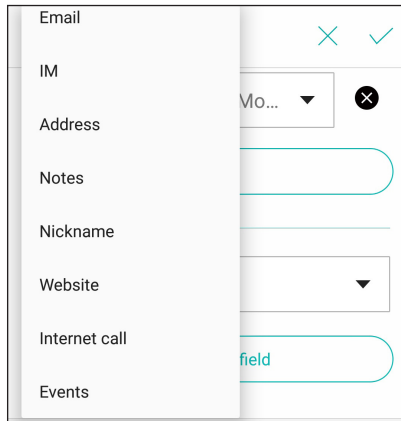 Email
IM
Mo...
Address
Notes
Nickname
Website
Internet call
field
Events